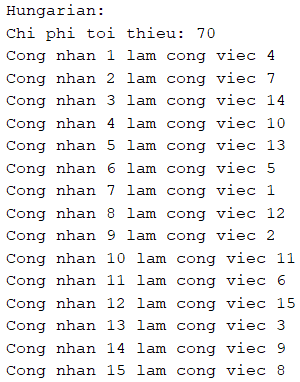 Hungarian:
Chi phi toi thieu: 70
Cong nhan 1 lam cong viec 4
Cong nhan 2 lam cong viec 7
Cong nhan 3 lam cong viec 14
Cong nhan 4 lam cong viec 10
Cong nhan 5 lam cong viec 13
Cong nhan 6 lam cong viec 5
Cong nhan 7 lam cong viec 1
Cong nhan 8 lam cong viec 12
Cong nhan 9 lam cong viec 2
Cong nhan 10 lam cong viec 11
Cong nhan 11 lam cong viec 6
Cong nhan 12 lam cong viec 15
Cong nhan 13 lam cong viec 3
Cong nhan 14 lam cong viec 9
Cong nhan 15 lam cong viec 8